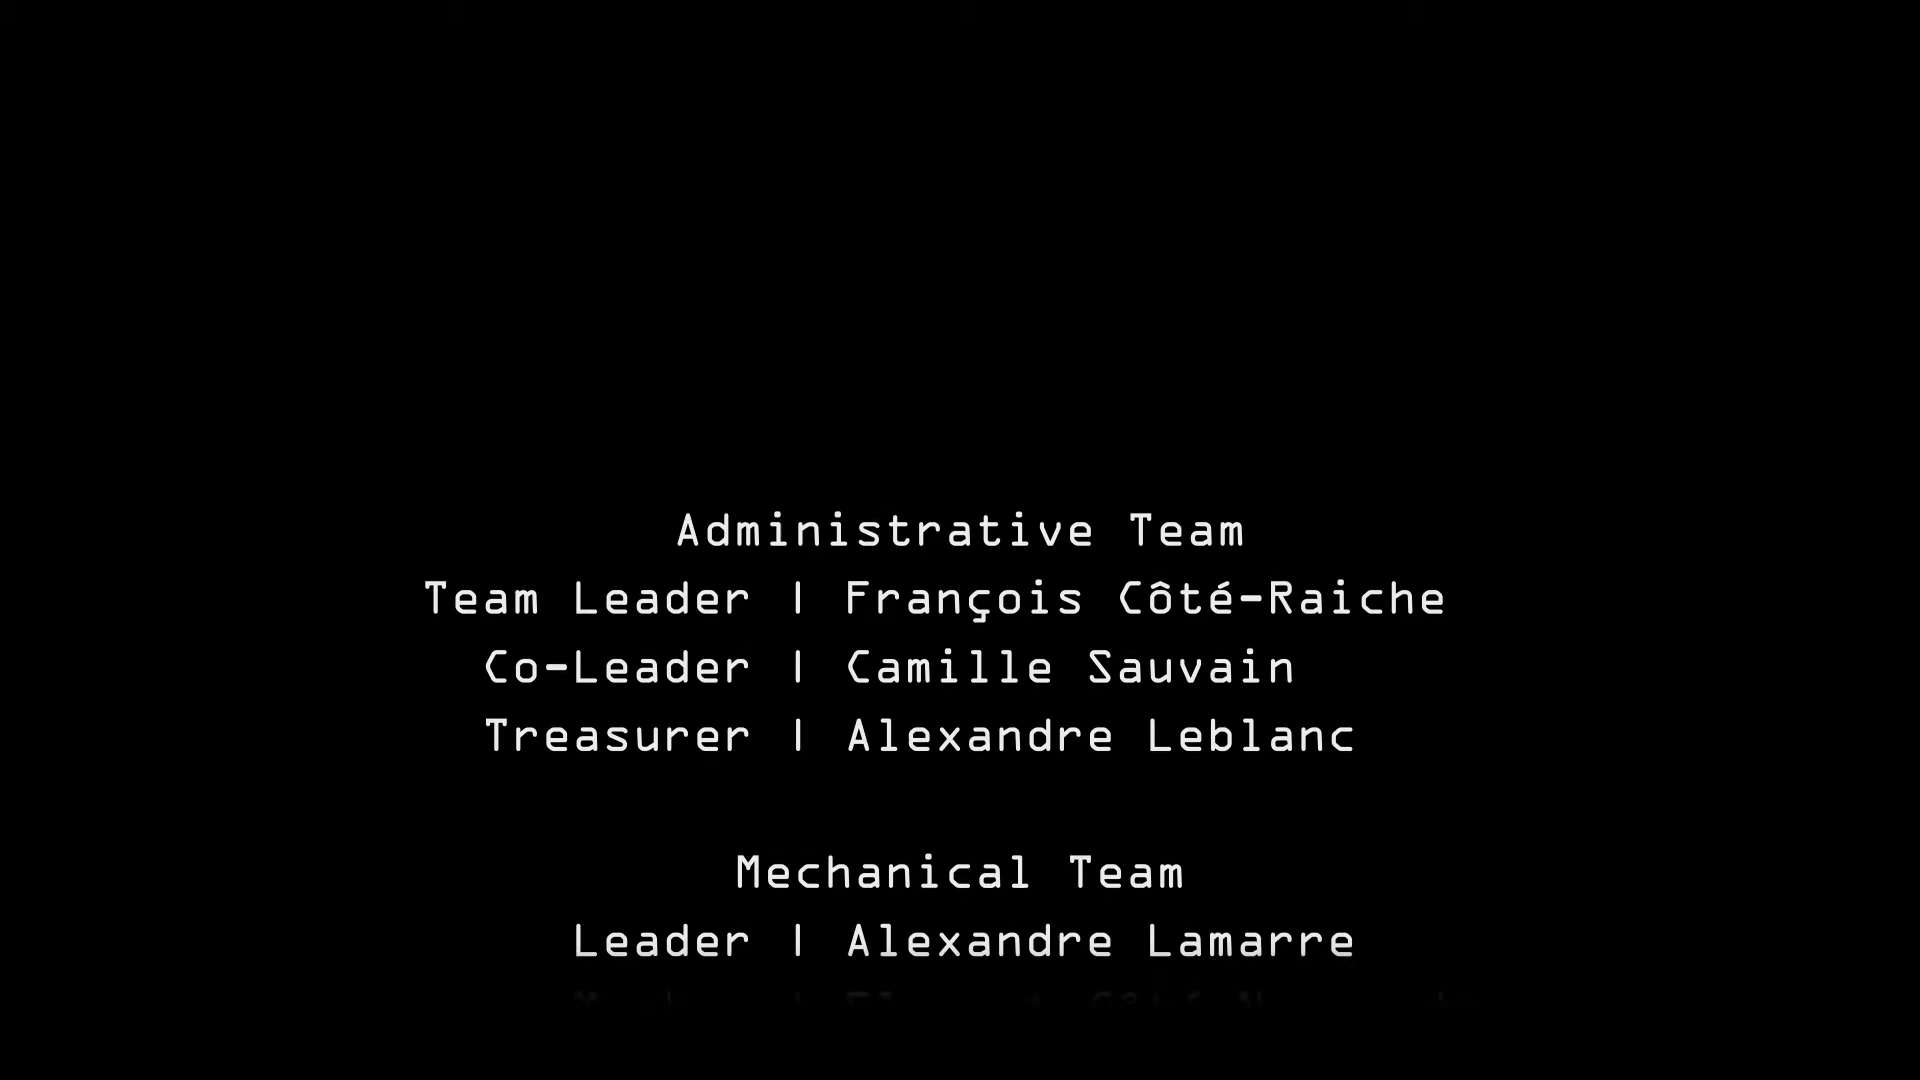 Administrative Team
Team Leader | François Côté-Raiche
Co-Leader | Camille Sauvain
Treasurer | Alexandre Leblanc
Mechanical Team
Leader | Alexandre Lamarre